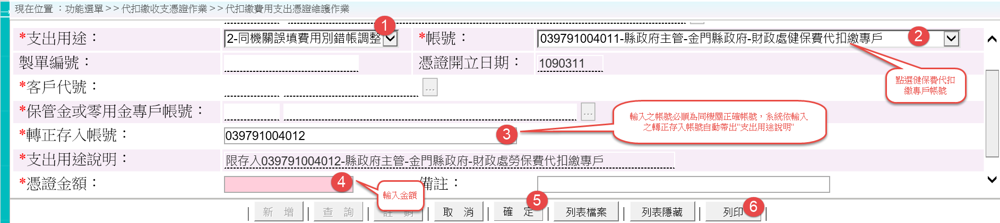 現在位置 ：功能選單>>代扣繳收支憑證作業>>代扣繳費用支出憑證維護作業
*支出用途： 2-同機關誤填費用別錯帳調整 1 *帳號： 039791004011-縣政府主管-金門縣政府-財政處健保費代扣繳專戶 2
製單編號： 憑證開立日期： 1090311
點選健保費代扣
繳專戶帳號
*客戶代號： ...
*保管金或零用金專戶帳號： ...
輸入之帳號必順為同機關正確帳號，系統依輸入
之轉正存入帳號自動帶出"支出用途說明"
*轉正存入帳號： 039791004012 3
*支出用途說明： 限存入039791004012-縣政府主管-金門縣政府-財政處勞保費代扣繳專戶
*憑證金額： 4 備註：
輸入金額
| 新 增 | 查 詢 | 註 銷 | 取 消 | 確 定 5 | 列表檔案 | 列表隱藏 | 列印 6 |